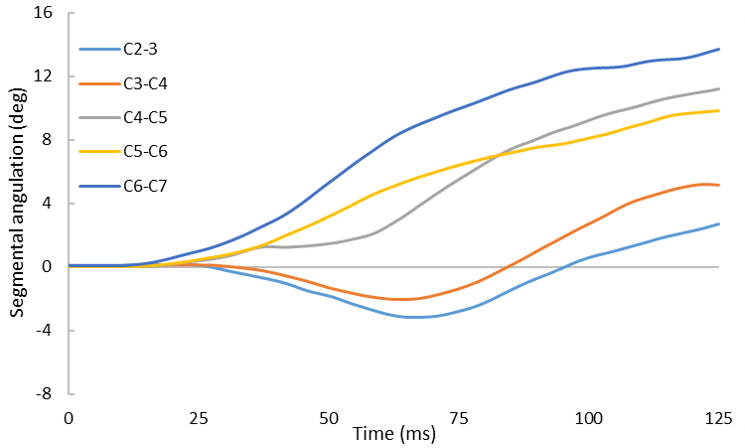 16
12
8
4
0
-4
-8
Segmental angulation (deg)
C2-3
C3-C4
C4-C5
C5-C6
C6-C7
0 25 50 75 100 125
Time (ms)